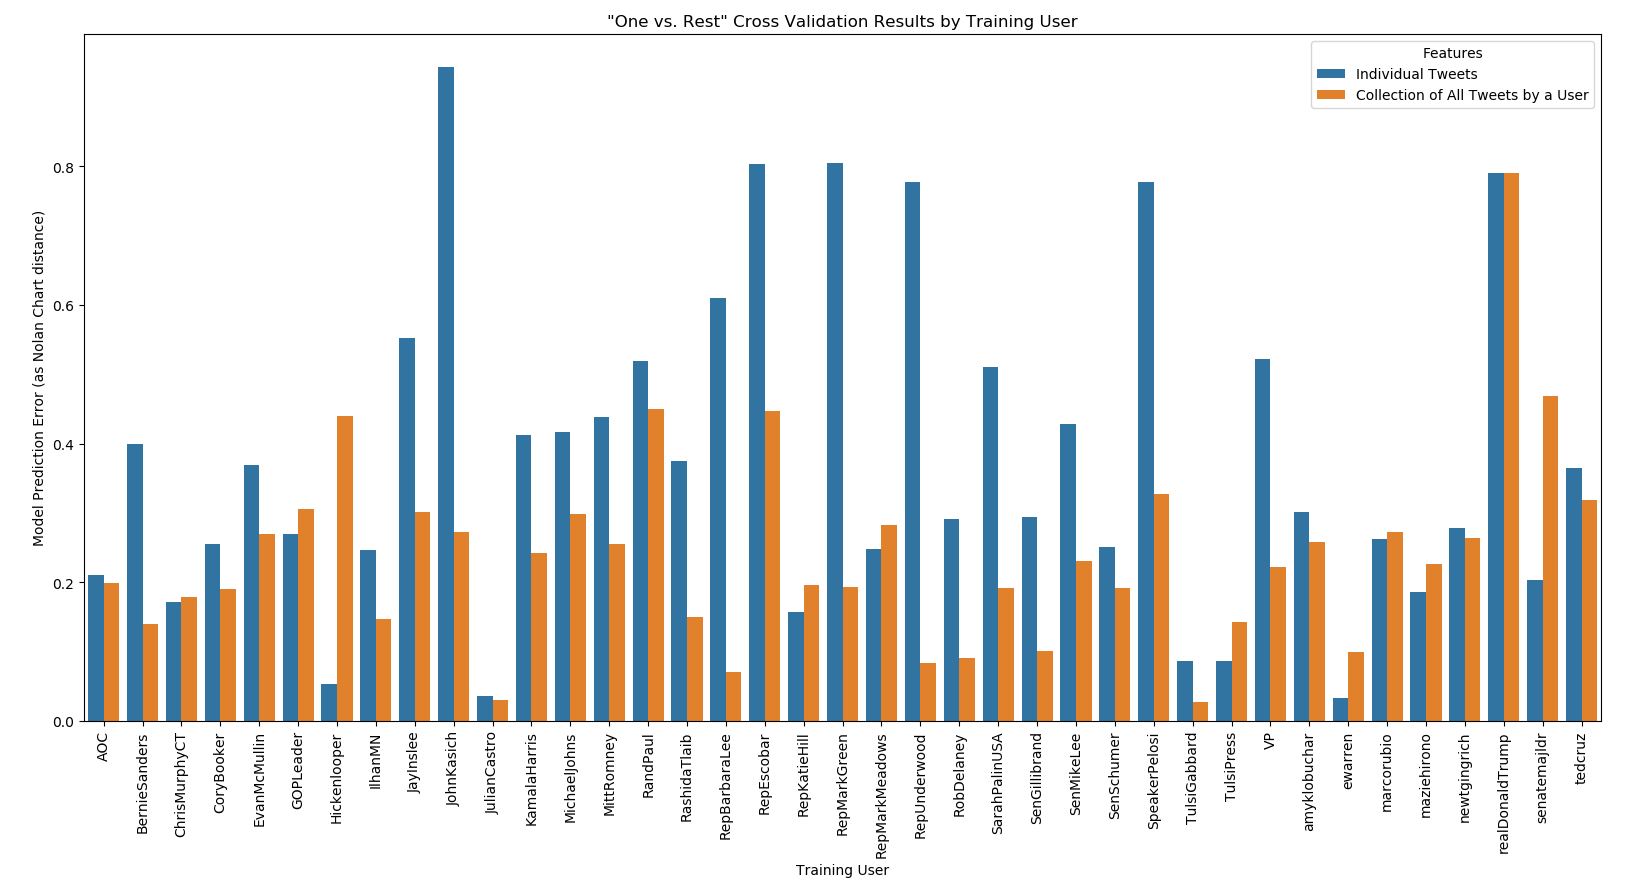 "One vs. Rest" Cross Validation Results by Training User
Features
Individual Tweets
Collection of All Tweets by a User
Model Prediction Error (as Nolan Chart distance)
0.8
0.6
0.4
0.2
0.0
AOC
BernieSanders
ChrisMurphyCT
CoryBooker
EvanMcMullin
GOPLeader
Hickenlooper
IlhanMN
JayInslee
JohnKasich
JulianCastro
KamalaHarris
MichaelJohns
MittRomney
RandPaul
RashidaTlaib
RepBarbaraLee
RepEscobar
RepKatieHill
RepMarkGreen
RepMarkMeadows
RepUnderwood
RobDelaney
SarahPalinUSA
SenGillibrand
SenMikeLee
SenSchumer
SpeakerPelosi
TulsiGabbard
TulsiPress
VP
amyklobuchar
ewarren
marcorubio
maziehirono
newtgingrich
realDonaldTrump
senatemajldr
tedcruz
Training User